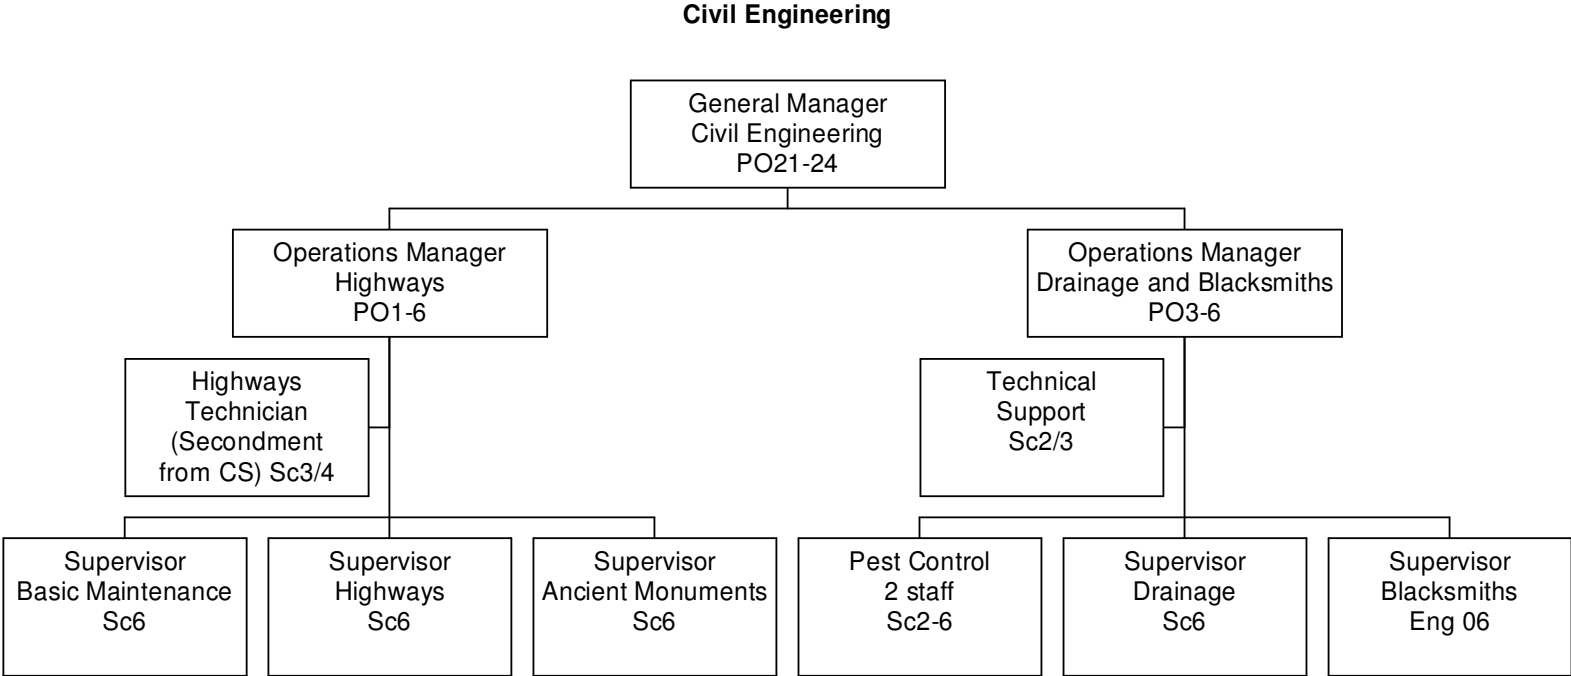 Civil Engineering
General Manager
Civil Engineering
PO21-24
Operations Manager
Highways
PO1-6
Operations Manager
Drainage and Blacksmiths
PO3-6
Highways
Technician
(Secondment
from CS) Sc3/4
Technical
Support
Sc2/3
Supervisor
Basic Maintenance
Sc6
Supervisor
Highways
Sc6
Supervisor
Ancient Monuments
Sc6
Pest Control
2 staff
Sc2-6
Supervisor
Drainage
Sc6
Supervisor
Blacksmiths
Eng 06